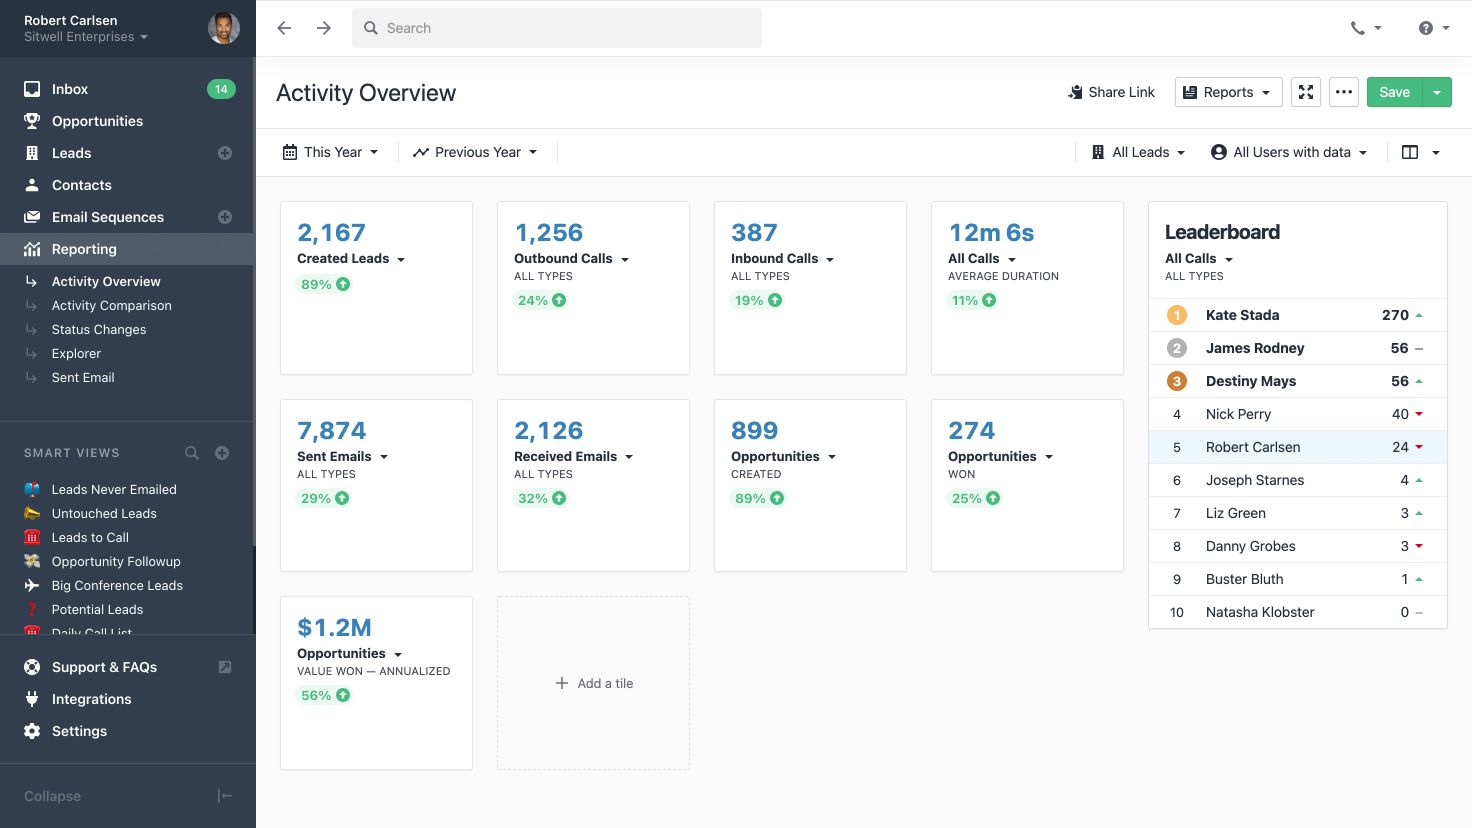 Robert Carlsen
Sitwell Enterprises
Inbox 14
Opportunities
Leads
Contacts
Email Sequences
Reporting
Activity Overview
Activity Comparison
Status Changes
Explorer
Sent Email
SMART VIEWS
Leads Never Emailed
Untouched Leads
Leads to Call
Opportunity Followup
Big Conference Leads
Potential Leads
Daily Call List
Support & FAQs
Integrations
Settings
Collapse
Search
Activity Overview
Share Link
Reports
Save
This Year
Previous Year
All Leads
All Users with data
2,167
Created Leads
89%
1,256
Outbound Calls
ALL TYPES
24%
387
Inbound Calls
ALL TYPES
19%
12m 6s
All Calls
AVERAGE DURATION
11%
7,874
Sent Emails
ALL TYPES
29%
2,126
Received Emails
ALL TYPES
32%
899
Opportunities
CREATED
89%
274
Opportunities
WON
25%
$1.2M
Opportunities
VALUE WON — ANNUALIZED
56%
Add a tile
Leaderboard
All Calls
ALL TYPES
1 Kate Stada 270
2 James Rodney 56 –
3 Destiny Mays 56
4 Nick Perry 40
5 Robert Carlsen 24
6 Joseph Starnes 4
7 Liz Green 3
8 Danny Grobes 3
9 Buster Bluth 1
10 Natasha Klobster 0 –